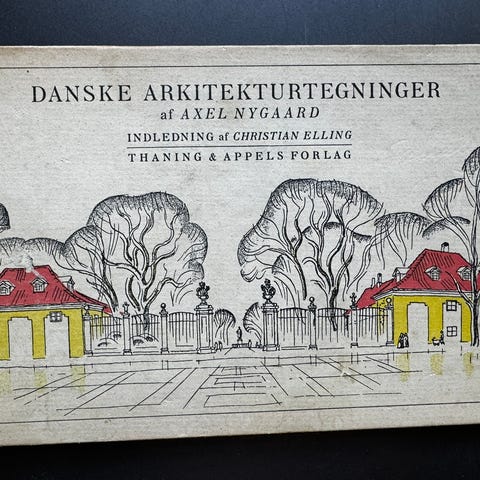 DANSKE ARKITEKTURTEGNINGER
af AXEL NYGAARD
INDLEDNING af CHRISTIAN ELLING
THANING & APPELS FORLAG